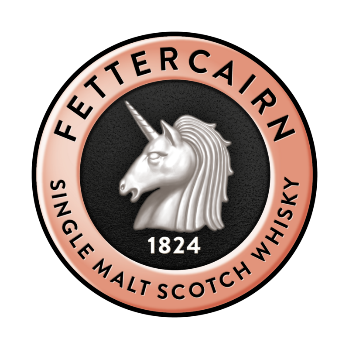 FETTERCAIRN
1824
SINGLE MALT SCOTCH WHISKY